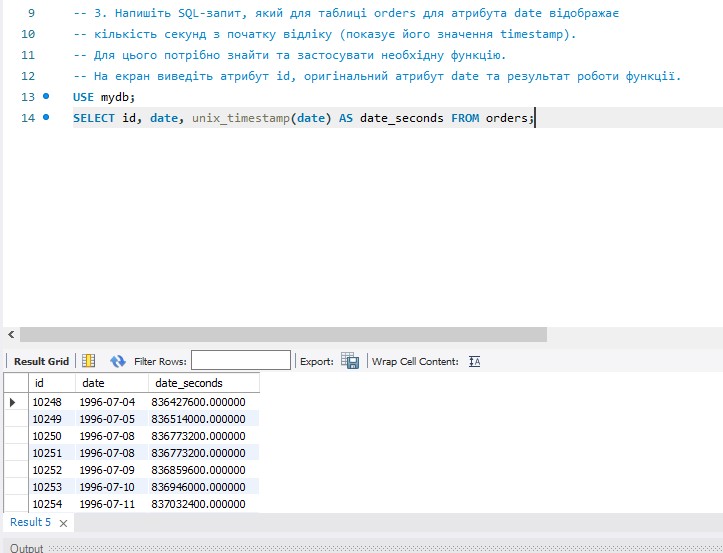 9 -- 3. Напишіть SQL-запит, який для таблиці orders для атрибута date відображає
10 -- кількість секунд з початку відліку (показує його значення timestamp).
11 -- Для цього потрібно знайти та застосувати необхідну функцію.
12 -- На екран виведіть атрибут id, оригінальний атрибут date та результат роботи функції.
13 USE mydb;
14 SELECT id, date, unix_timestamp(date) AS date_seconds FROM orders;
Result Grid Filter Rows: Export: Wrap Cell Content:
id date date_seconds
10248 1996-07-04 836427600.000000
10249 1996-07-05 836514000.000000
10250 1996-07-08 836773200.000000
10251 1996-07-08 836773200.000000
10252 1996-07-09 836859600.000000
10253 1996-07-10 836946000.000000
10254 1996-07-11 837032400.000000
Result 5 ×
Output